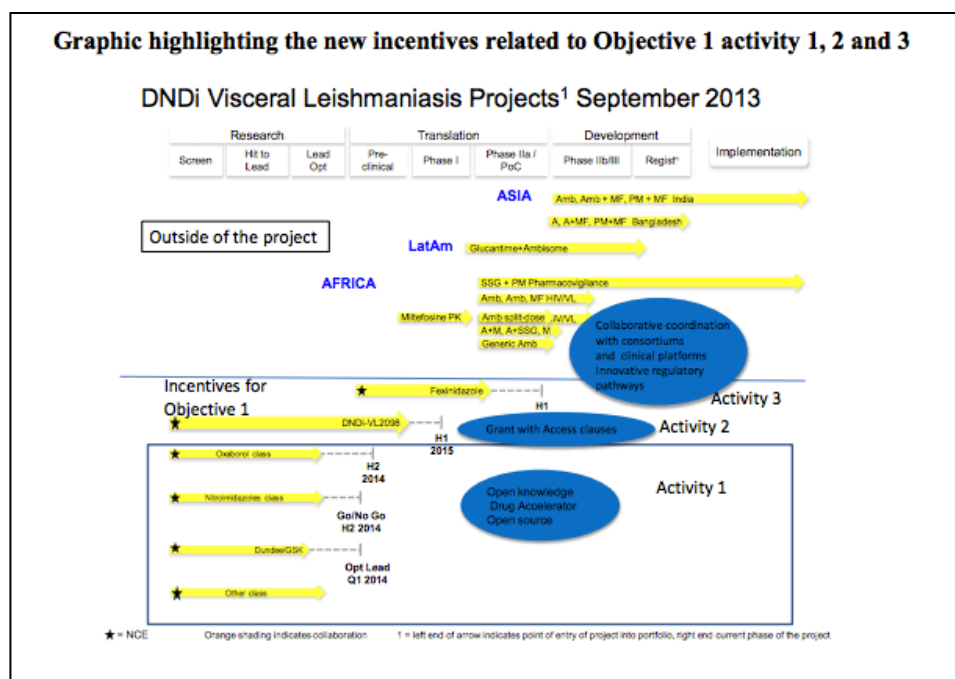 Graphic highlighting the new incentives related to Objective 1 activity 1, 2 and 3
DNDi Visceral Leishmaniasis Projects¹ September 2013
Research
Translation
Development
Implementation
Screen
Hit to
Lead
Lead
Opt
Pre-
clinical
Phase I
Phase IIa /
PoC
Phase IIb/III
Registⁿ
ASIA
Amb, Amb + MF, PM + MF India
A, A+MF, PM+MF Bangladesh
Outside of the project
LatAm
Glucantime+Ambisome
AFRICA
SSG + PM Pharmacovigilance
Amb, Amb, MF HIV/VL
Miltefosine PK
Amb split-dose
IV/VL
A+M, A+SSG, M
Generic Amb
Collaborative coordination
with consortiums
and clinical platforms
Innovative regulatory
pathways
Incentives for
Objective 1
Fexinidazole
H1
Activity 3
DNDi-VL2098
H1
2015
Grant with Access clauses
Activity 2
Oxaborol class
H2
2014
Activity 1
Nitroimidazoles class
Go/No Go
H2 2014
Open knowledge
Drug Accelerator
Open source
Dundee/GSK
Opt Lead
Q1 2014
Other class
★ = NCE
Orange shading indicates collaboration
1 = left end of arrow indicates point of entry of project into portfolio, right end current phase of the project